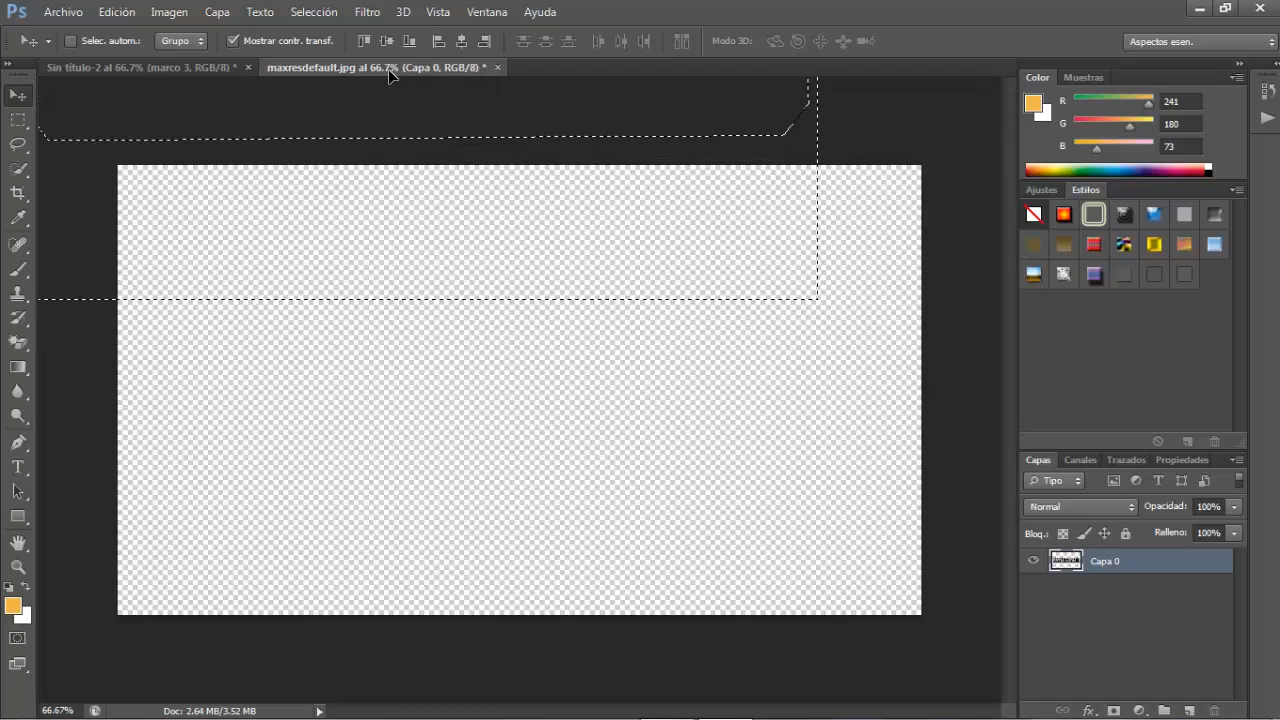 Ps Archivo Edición Imagen Capa Texto Selección Filtro 3D Vista Ventana Ayuda
Selec. autom.: Grupo Mostrar contr. transf. Modo 3D: Aspectos esen.
Sin título-2 al 66.7% (marco 3, RGB/8) * × maxresdefault.jpg al 66.7% (Capa 0, RGB/8) * ×
Color Muestras
R 241
G 180
B 73
Ajustes Estilos
Capas Canales Trazados Propiedades
Tipo
Normal Opacidad: 100%
Bloq.: Relleno: 100%
Capa 0
66.67% Doc: 2.64 MB/3.52 MB